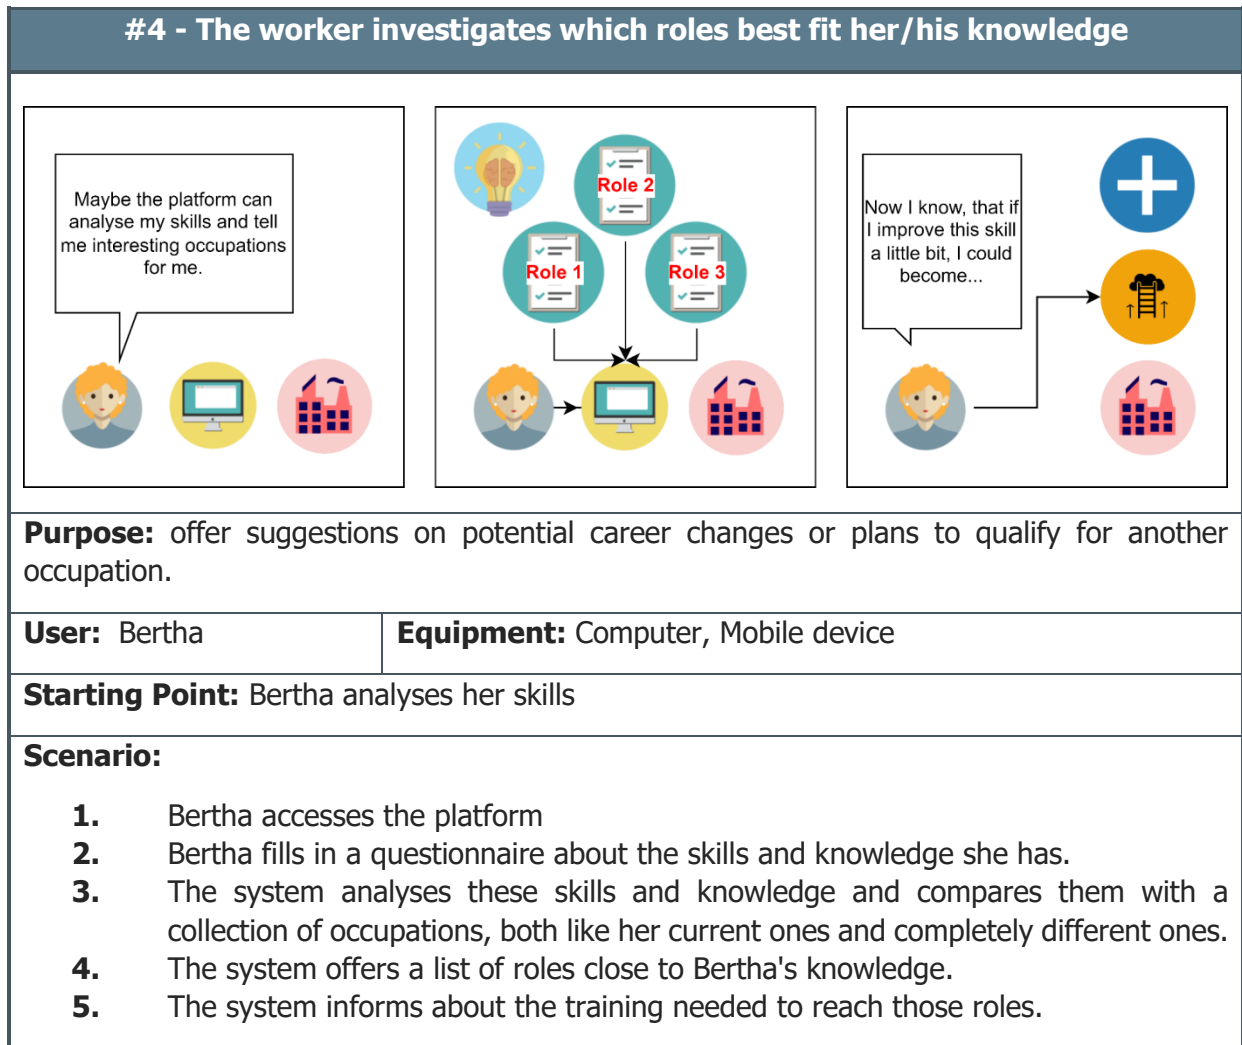 #4 - The worker investigates which roles best fit her/his knowledge
Maybe the platform can
analyse my skills and tell
me interesting occupations
for me.
Role 2
Role 1
Role 3
Now I know, that if
I improve this skill
a little bit, I could
become...
Purpose: offer suggestions on potential career changes or plans to qualify for another
occupation.
User: Bertha
Equipment: Computer, Mobile device
Starting Point: Bertha analyses her skills
Scenario:
1. Bertha accesses the platform
2. Bertha fills in a questionnaire about the skills and knowledge she has.
3. The system analyses these skills and knowledge and compares them with a
collection of occupations, both like her current ones and completely different ones.
4. The system offers a list of roles close to Bertha's knowledge.
5. The system informs about the training needed to reach those roles.